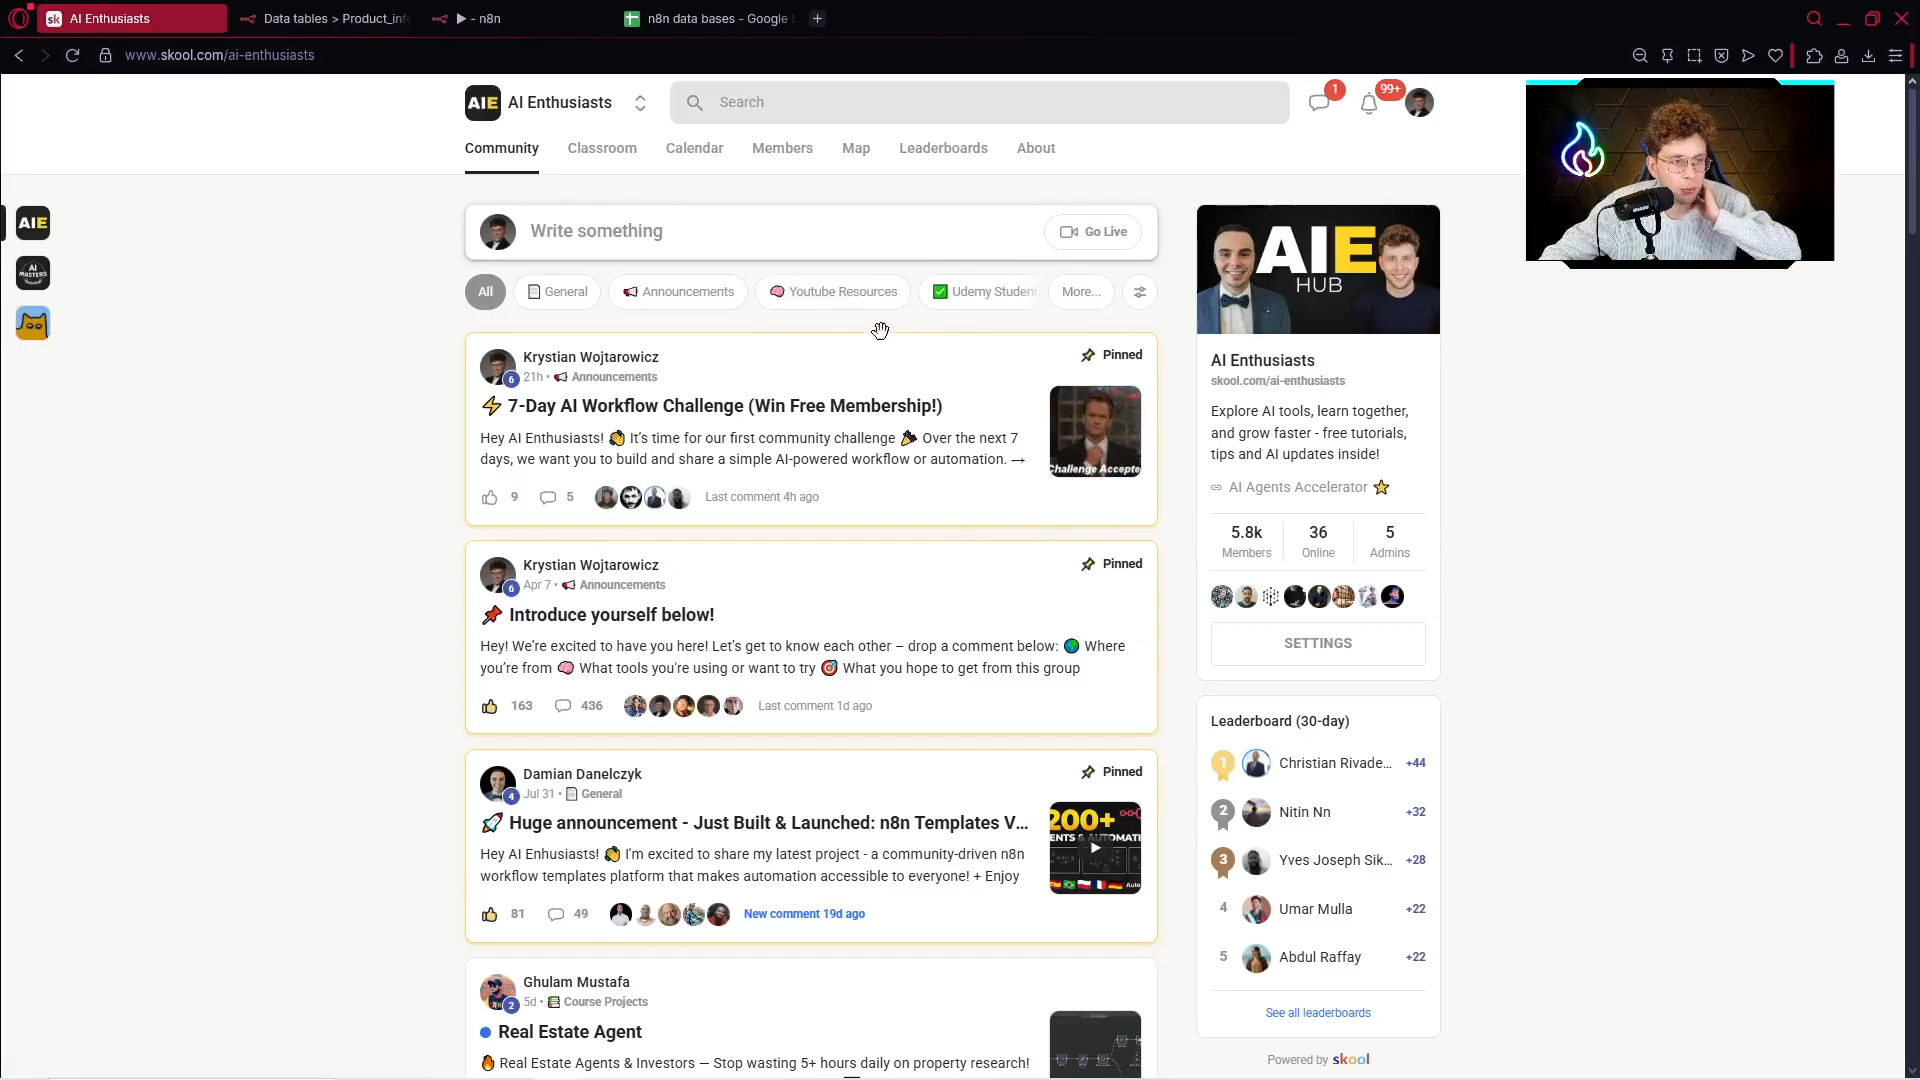 sk AI Enthusiasts
Data tables > Product_inf
▶ - n8n
n8n data bases - Google
www.skool.com/ai-enthusiasts
AIE AI Enthusiasts
Search
1
99+
Community Classroom Calendar Members Map Leaderboards About
AIE
AI
MASTERS
Write something
Go Live
All
General
Announcements
Youtube Resources
Udemy Student
More...
Krystian Wojtarowicz
Pinned
6
21h • Announcements
⚡ 7-Day AI Workflow Challenge (Win Free Membership!)
Hey AI Enthusiasts! 👏 It's time for our first community challenge 🎉 Over the next 7
days, we want you to build and share a simple AI-powered workflow or automation. →
Challenge Accepte
9 5 Last comment 4h ago
Krystian Wojtarowicz
Pinned
6
Apr 7 • Announcements
📌 Introduce yourself below!
Hey! We're excited to have you here! Let's get to know each other – drop a comment below: 🌍 Where
you're from 🧠 What tools you're using or want to try 🎯 What you hope to get from this group
163 436 Last comment 1d ago
Damian Danelczyk
Pinned
4
Jul 31 • General
🚀 Huge announcement - Just Built & Launched: n8n Templates V...
Hey AI Enhusiasts! 👏 I'm excited to share my latest project - a community-driven n8n
workflow templates platform that makes automation accessible to everyone! + Enjoy
200+
ENTS & AUTOMATI
81 49 New comment 19d ago
Ghulam Mustafa
2
5d • Course Projects
Real Estate Agent
🔥 Real Estate Agents & Investors — Stop wasting 5+ hours daily on property research!
AIE
HUB
AI Enthusiasts
skool.com/ai-enthusiasts
Explore AI tools, learn together,
and grow faster - free tutorials,
tips and AI updates inside!
AI Agents Accelerator ⭐
5.8k 36 5
Members Online Admins
SETTINGS
Leaderboard (30-day)
1 Christian Rivade... +44
2 Nitin Nn +32
3 Yves Joseph Sik... +28
4 Umar Mulla +22
5 Abdul Raffay +22
See all leaderboards
Powered by skool